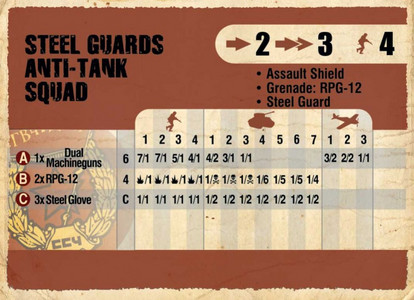 STEEL GUARDS
ANTI-TANK
SQUAD
2 3 4
• Assault Shield
• Grenade: RPG-12
• Steel Guard
1 2 3 4 1 2 3 4 5 6 7 1 2 3
A 1x Dual Machineguns 6 7/1 7/1 5/1 4/1 4/2 3/1 1/1 3/2 2/2 1/1
B 2x RPG-12 4 /1 /1 /1 /1 1/ 1/ 1/ 1/6 1/5 1/5 1/4
C 3x Steel Glove C 1/1 1/1 1/1 1/1 1/2 1/2 1/2 1/2 1/2 1/2 1/2
ССЧ